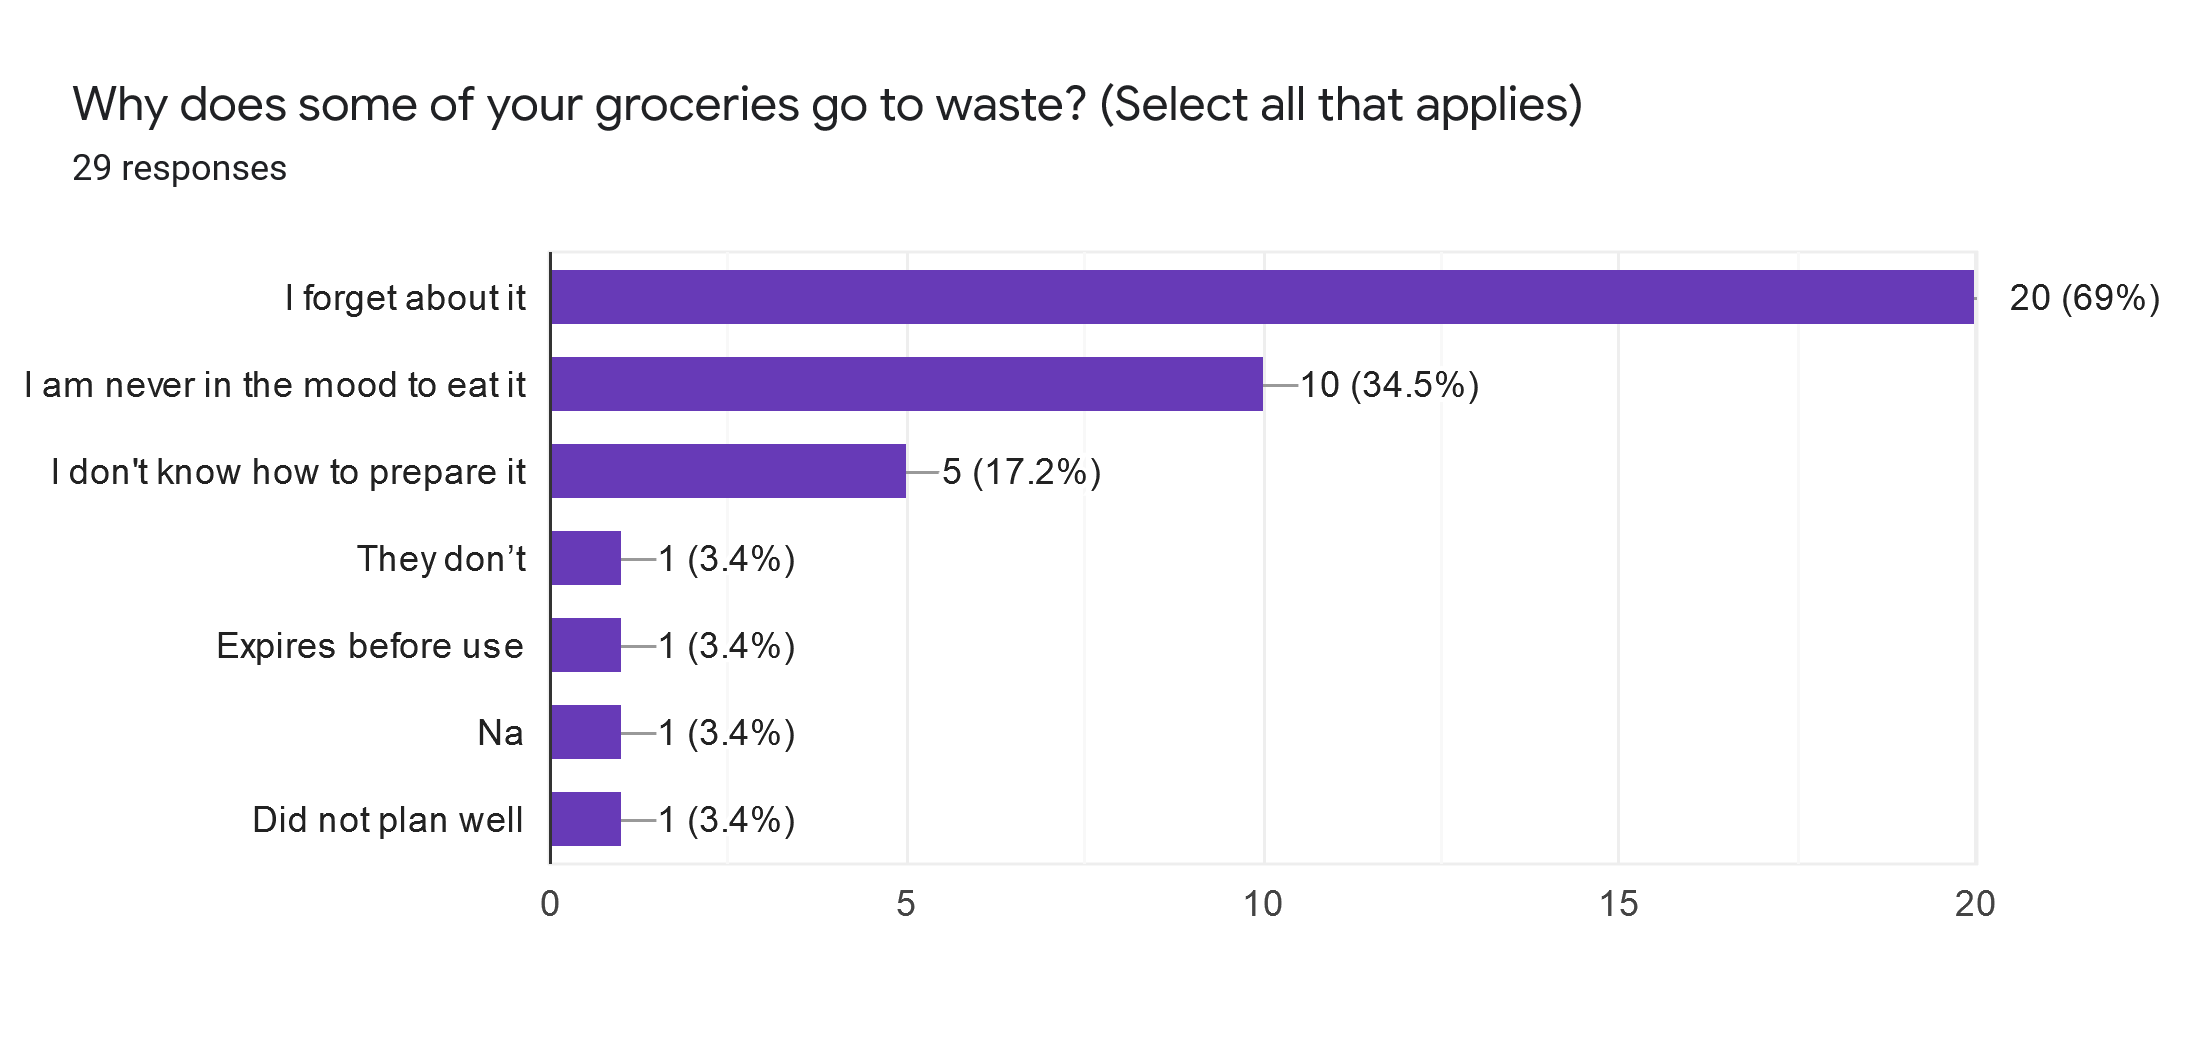 Why does some of your groceries go to waste? (Select all that applies)
29 responses
I forget about it 20 (69%)
I am never in the mood to eat it 10 (34.5%)
I don't know how to prepare it 5 (17.2%)
They don’t 1 (3.4%)
Expires before use 1 (3.4%)
Na 1 (3.4%)
Did not plan well 1 (3.4%)
0 5 10 15 20